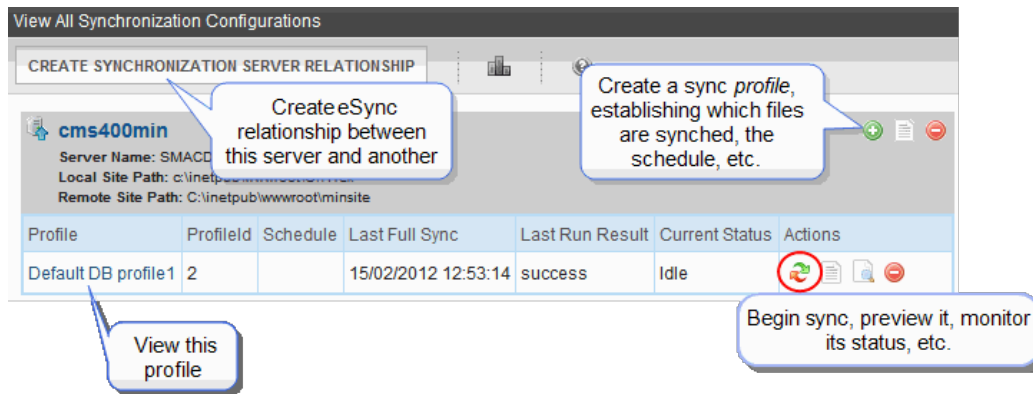 View All Synchronization Configurations
CREATE SYNCHRONIZATION SERVER RELATIONSHIP
Create eSync
relationship between
this server and another
Create a sync profile,
establishing which files
are synched, the
schedule, etc.
cms400min
Server Name: SMACD
Local Site Path: c:\inetpub\
Remote Site Path: C:\inetpub\wwwroot\minsite
Profile ProfileId Schedule Last Full Sync Last Run Result Current Status Actions
Default DB profile1 2 15/02/2012 12:53:14 success Idle
Begin sync, preview it, monitor
its status, etc.
View this
profile